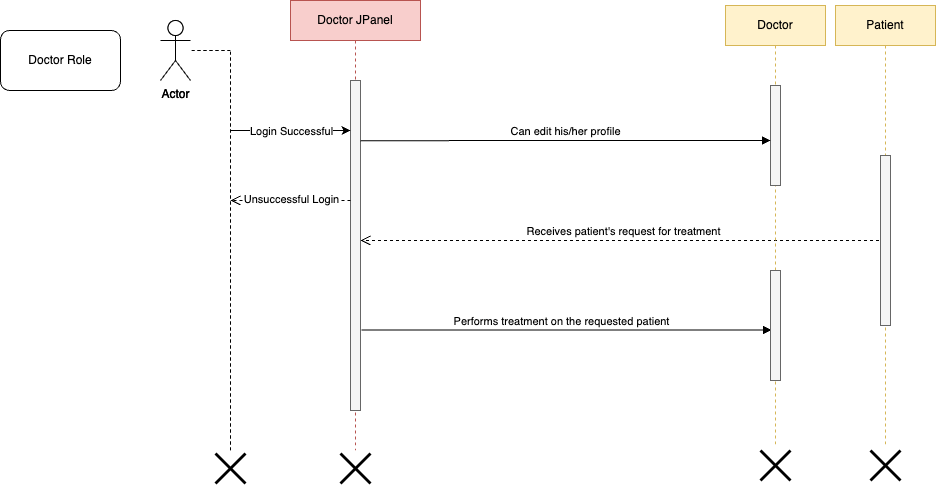 Doctor JPanel
Doctor
Patient
Doctor Role
Actor
Login Successful
Can edit his/her profile
Unsuccessful Login
Receives patient's request for treatment
Performs treatment on the requested patient